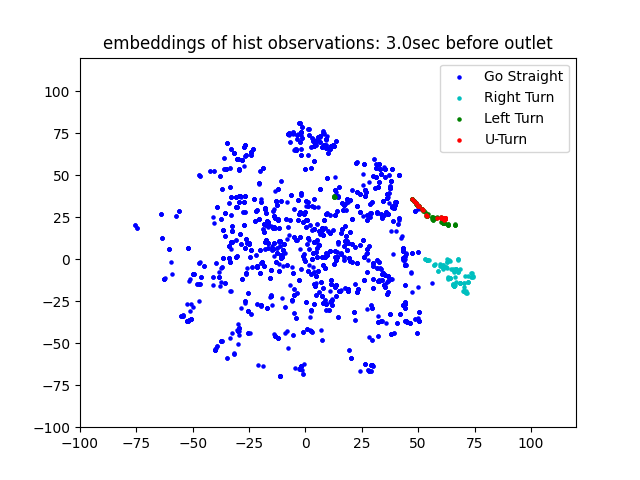 embeddings of hist observations: 3.0sec before outlet
Go Straight
Right Turn
Left Turn
U-Turn
100
75
50
25
0
−25
−50
−75
−100
−100 −75 −50 −25 0 25 50 75 100